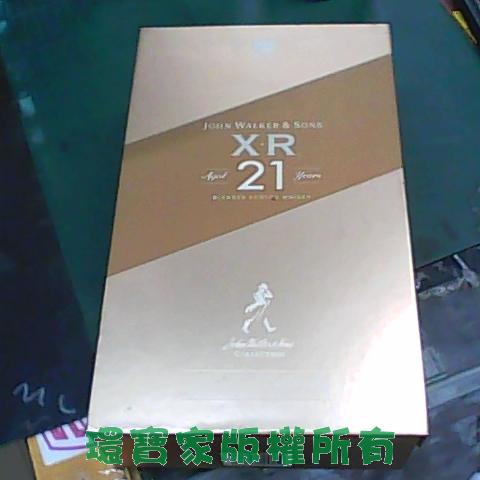 JOHN WALKER & SONS
X·R
Aged 21 Years
BLENDED SCOTCH WHISKY
John Walker & Sons
COLLECTION
環寶家版權所有